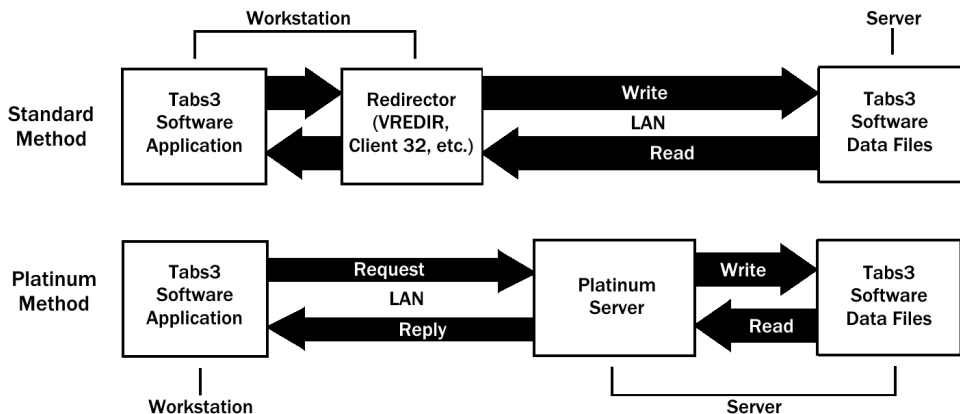 Workstation
Server
Standard
Method
Tabs3
Software
Application
Redirector
(VREDIR,
Client 32, etc.)
Write
LAN
Read
Tabs3
Software
Data Files
Platinum
Method
Tabs3
Software
Application
Request
LAN
Reply
Platinum
Server
Write
Read
Tabs3
Software
Data Files
Workstation
Server